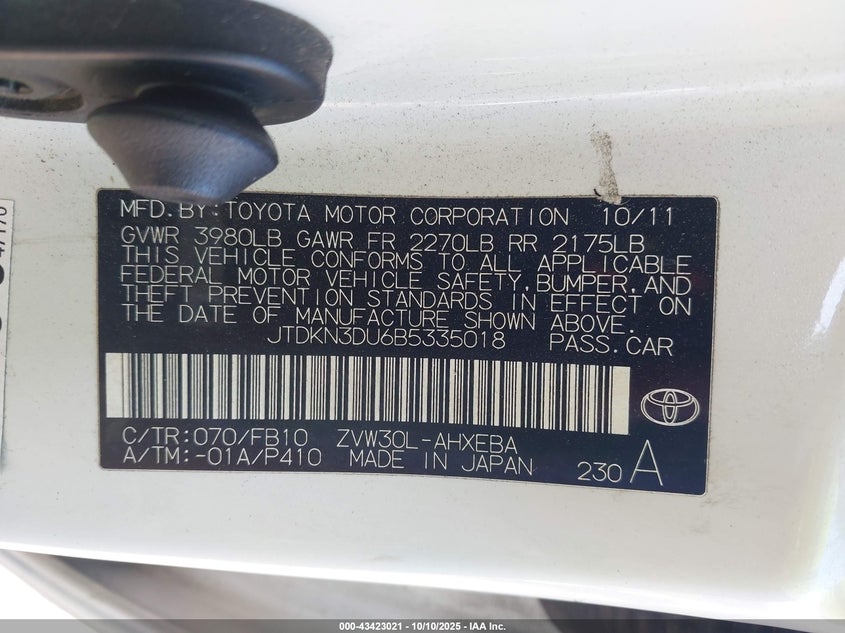 MFD. BY: TOYOTA MOTOR CORPORATION 10/11
GVWR 3980LB GAWR FR 2270LB RR 2175LB
THIS VEHICLE CONFORMS TO ALL APPLICABLE
FEDERAL MOTOR VEHICLE SAFETY, BUMPER, AND
THEFT PREVENTION STANDARDS IN EFFECT ON
THE DATE OF MANUFACTURE SHOWN ABOVE.
JTDKN3DU6B5335018 PASS. CAR
C/TR: 070/FB10 ZVW30L-AHXEBA
A/TM: -01A/P410 MADE IN JAPAN 230 A
000-43423021 - 10/10/2025 - IAA Inc.